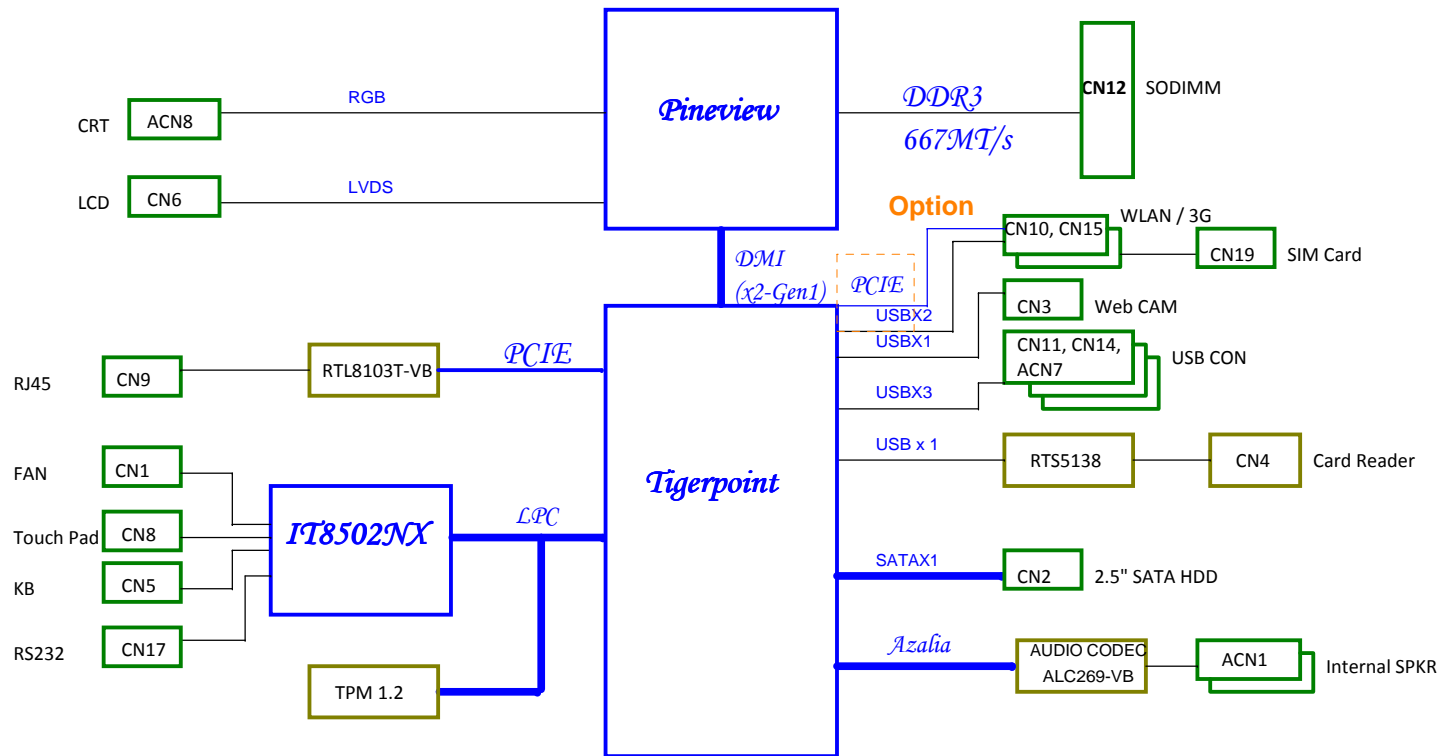 RGB
CRT
ACN8
Pineview
DDR3
667MT/s
CN12
SODIMM
LCD
CN6
LVDS
Option
DMI
(x2-Gen1)
PCIE
CN10, CN15
WLAN / 3G
CN19
SIM Card
USBX2
USBX1
CN3
Web CAM
CN11, CN14,
ACN7
USB CON
USBX3
RJ45
CN9
RTL8103T-VB
PCIE
Tigerpoint
USB x 1
RTS5138
CN4
Card Reader
FAN
CN1
Touch Pad
CN8
KB
CN5
RS232
CN17
IT8502NX
LPC
TPM 1.2
SATAX1
CN2
2.5" SATA HDD
Azalia
AUDIO CODEC
ALC269-VB
ACN1
Internal SPKR